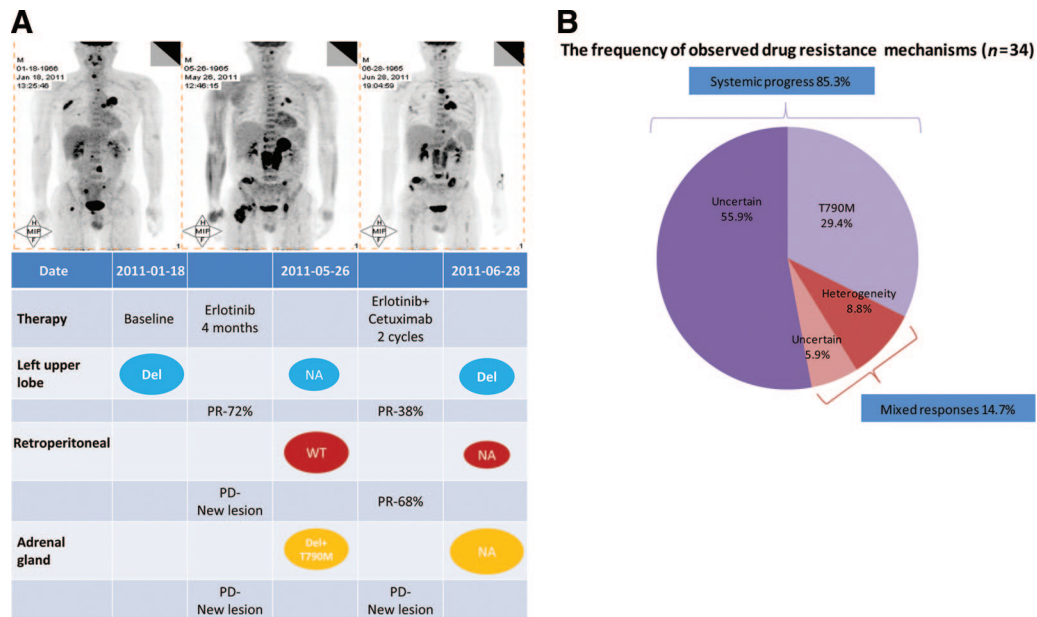 A
M
01-18-1966
Jan 18, 2011
13:25:46
H
MIP
F
1
M
05-26-1965
May 26, 2011
12:46:15
H
MIP
F
1
M
06-28-1965
Jun 28, 2011
19:04:59
H
MIP
F
1
Date 2011-01-18 2011-05-26 2011-06-28
Therapy Baseline Erlotinib 4 months Erlotinib+ Cetuximab 2 cycles
Left upper lobe Del NA Del
PR-72% PR-38%
Retroperitoneal WT NA
PD- New lesion PR-68%
Adrenal gland Del+ T790M NA
PD- New lesion PD- New lesion
B
The frequency of observed drug resistance mechanisms (n=34)
Systemic progress 85.3%
Uncertain
55.9%
T790M
29.4%
Heterogeneity
8.8%
Uncertain
5.9%
Mixed responses 14.7%